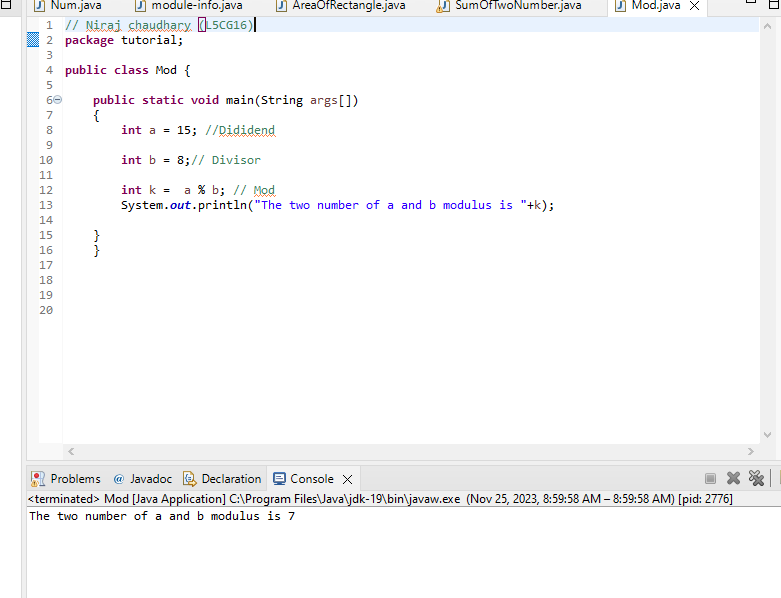 Num.java module-info.java AreaOfRectangle.java SumOfTwoNumber.java Mod.java
1 // Niraj chaudhary (L5CG16)
2 package tutorial;
3
4 public class Mod {
5
6 public static void main(String args[])
7 {
8 int a = 15; //Dididend
9
10 int b = 8;// Divisor
11
12 int k =  a % b; // Mod
13 System.out.println("The two number of a and b modulus is "+k);
14
15 }
16 }
17
18
19
20
Problems @ Javadoc Declaration Console
<terminated> Mod [Java Application] C:\Program Files\Java\jdk-19\bin\javaw.exe (Nov 25, 2023, 8:59:58 AM – 8:59:58 AM) [pid: 2776]
The two number of a and b modulus is 7